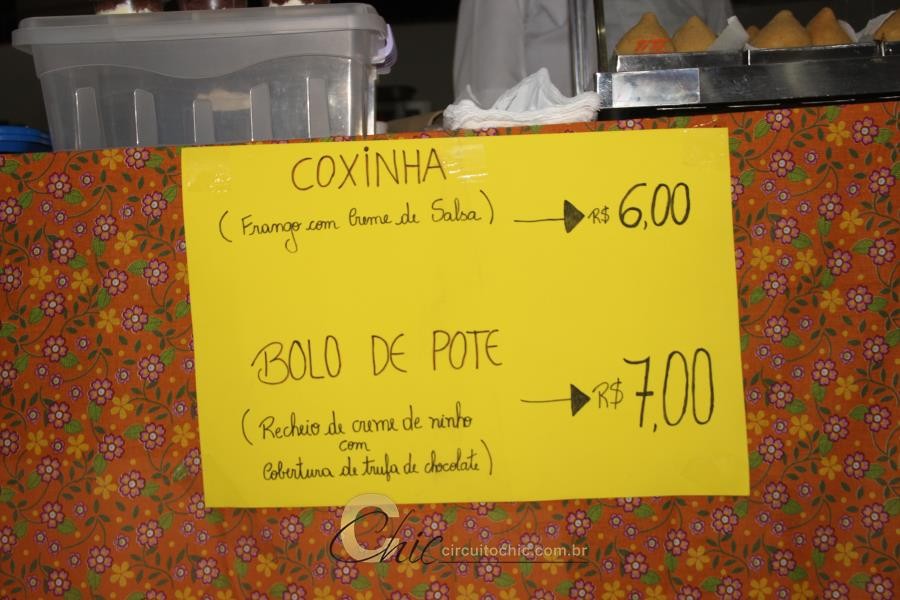 COXINHA
(Frango com Creme de Salsa) R$ 6,00
BOLO DE POTE
R$ 7,00
(Recheio de creme de ninho
com
Cobertura de trufa de chocolate)
Chic circuitochic.com.br